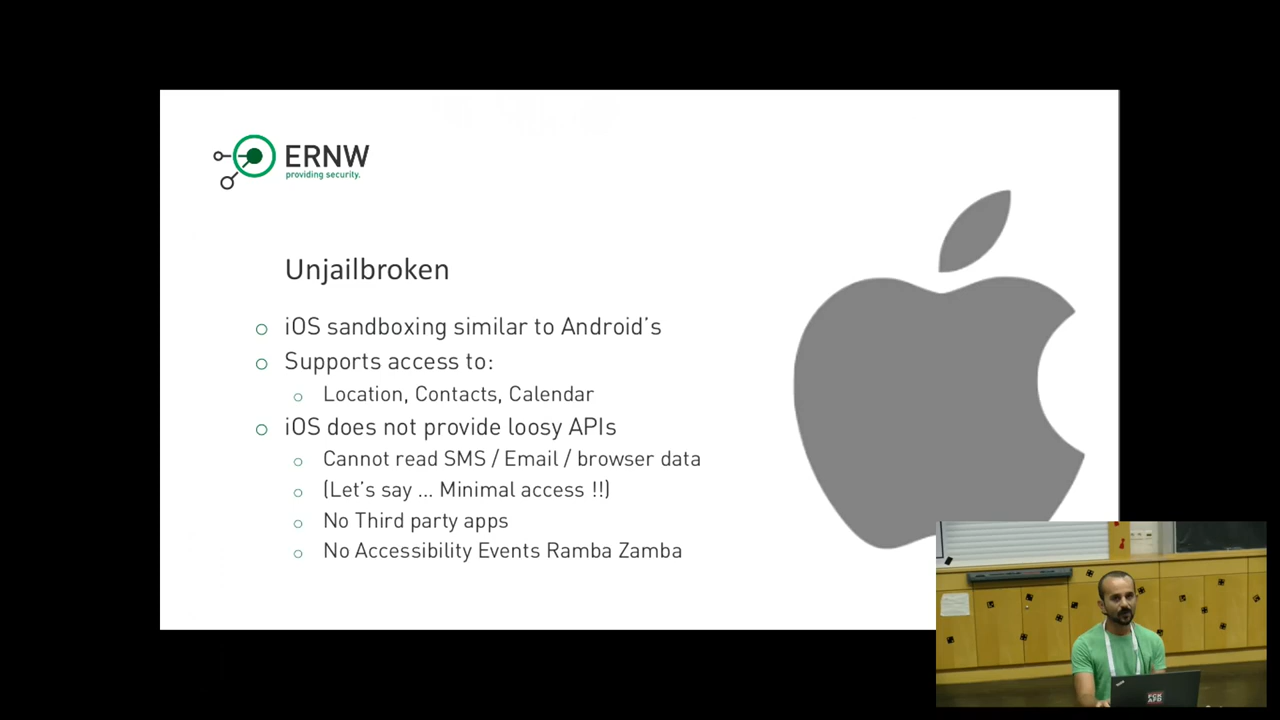 ERNW
providing security.
Unjailbroken
iOS sandboxing similar to Android's
Supports access to:
Location, Contacts, Calendar
iOS does not provide loosy APIs
Cannot read SMS / Email / browser data
(Let's say ... Minimal access !!)
No Third party apps
No Accessibility Events Ramba Zamba
FCK
AFD